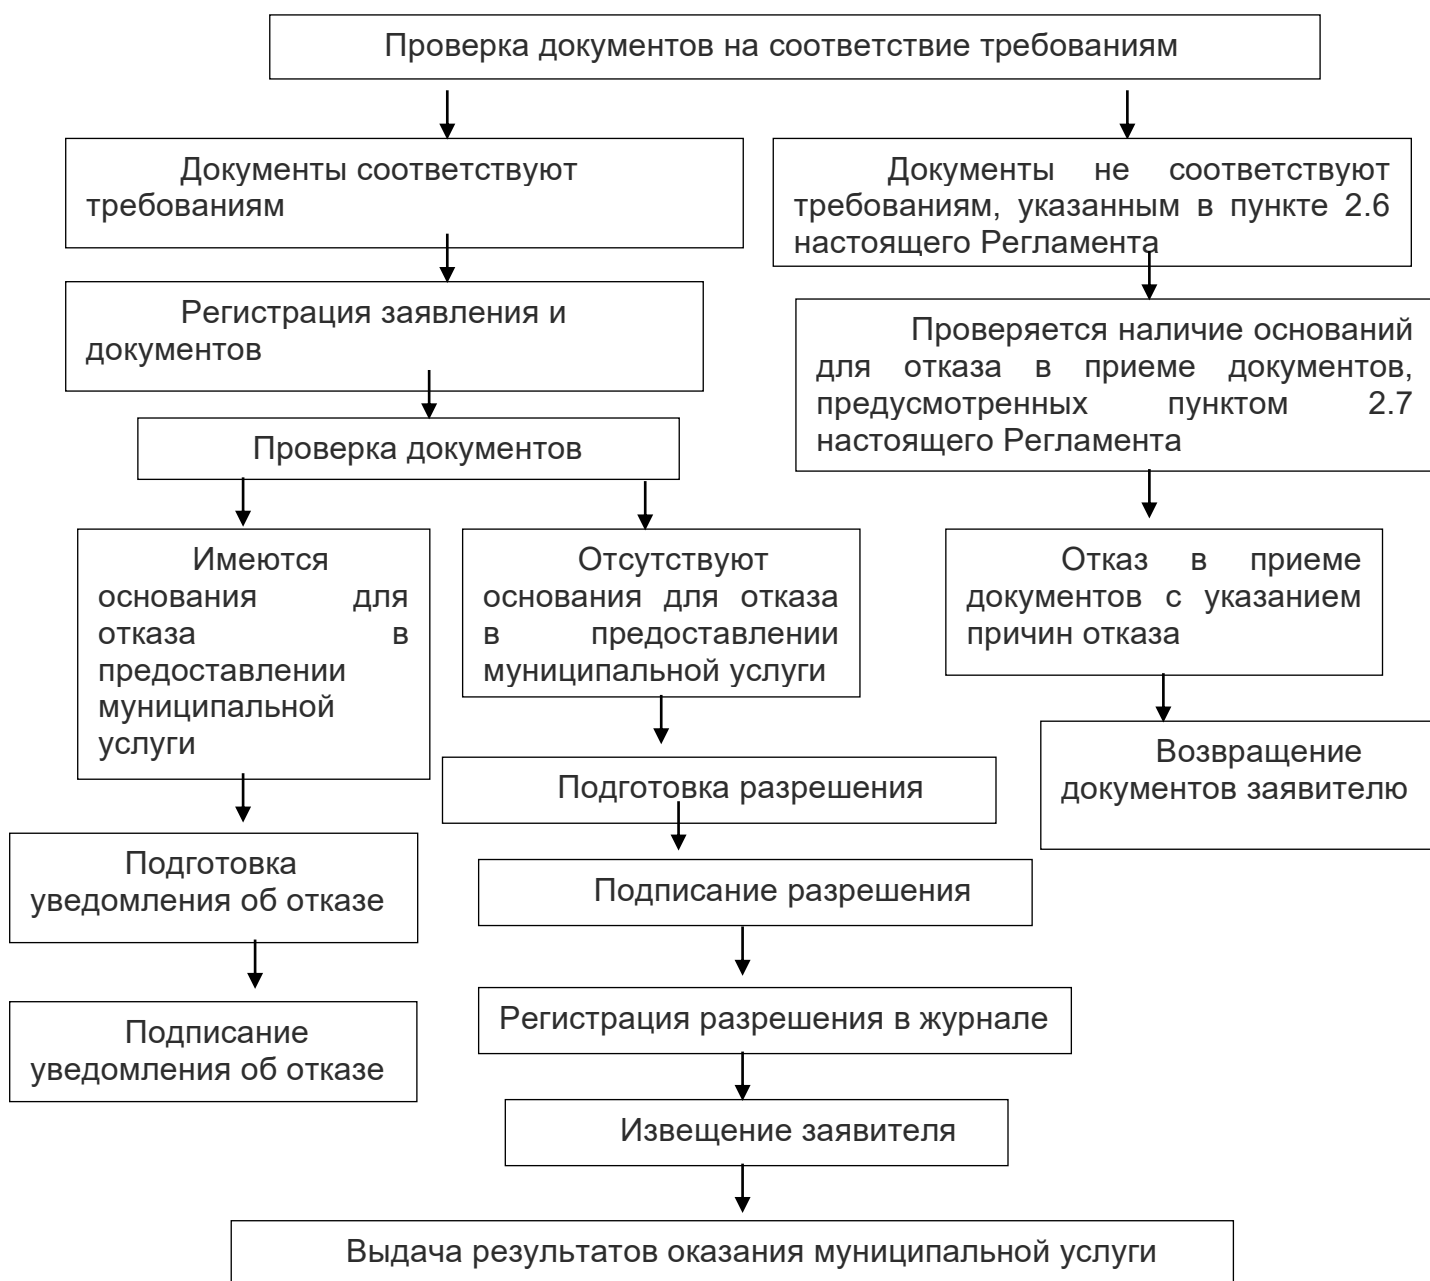 Проверка документов на соответствие требованиям
Документы соответствуют
требованиям
Документы не соответствуют
требованиям, указанным в пункте 2.6
настоящего Регламента
Регистрация заявления и
документов
Проверяется наличие оснований
для отказа в приеме документов,
предусмотренных пунктом 2.7
настоящего Регламента
Проверка документов
Имеются
основания для
отказа в
предоставлении
муниципальной
услуги
Отсутствуют
основания для отказа
в предоставлении
муниципальной услуги
Отказ в приеме
документов с указанием
причин отказа
Возвращение
документов заявителю
Подготовка разрешения
Подготовка
уведомления об отказе
Подписание разрешения
Подписание
уведомления об отказе
Регистрация разрешения в журнале
Извещение заявителя
Выдача результатов оказания муниципальной услуги